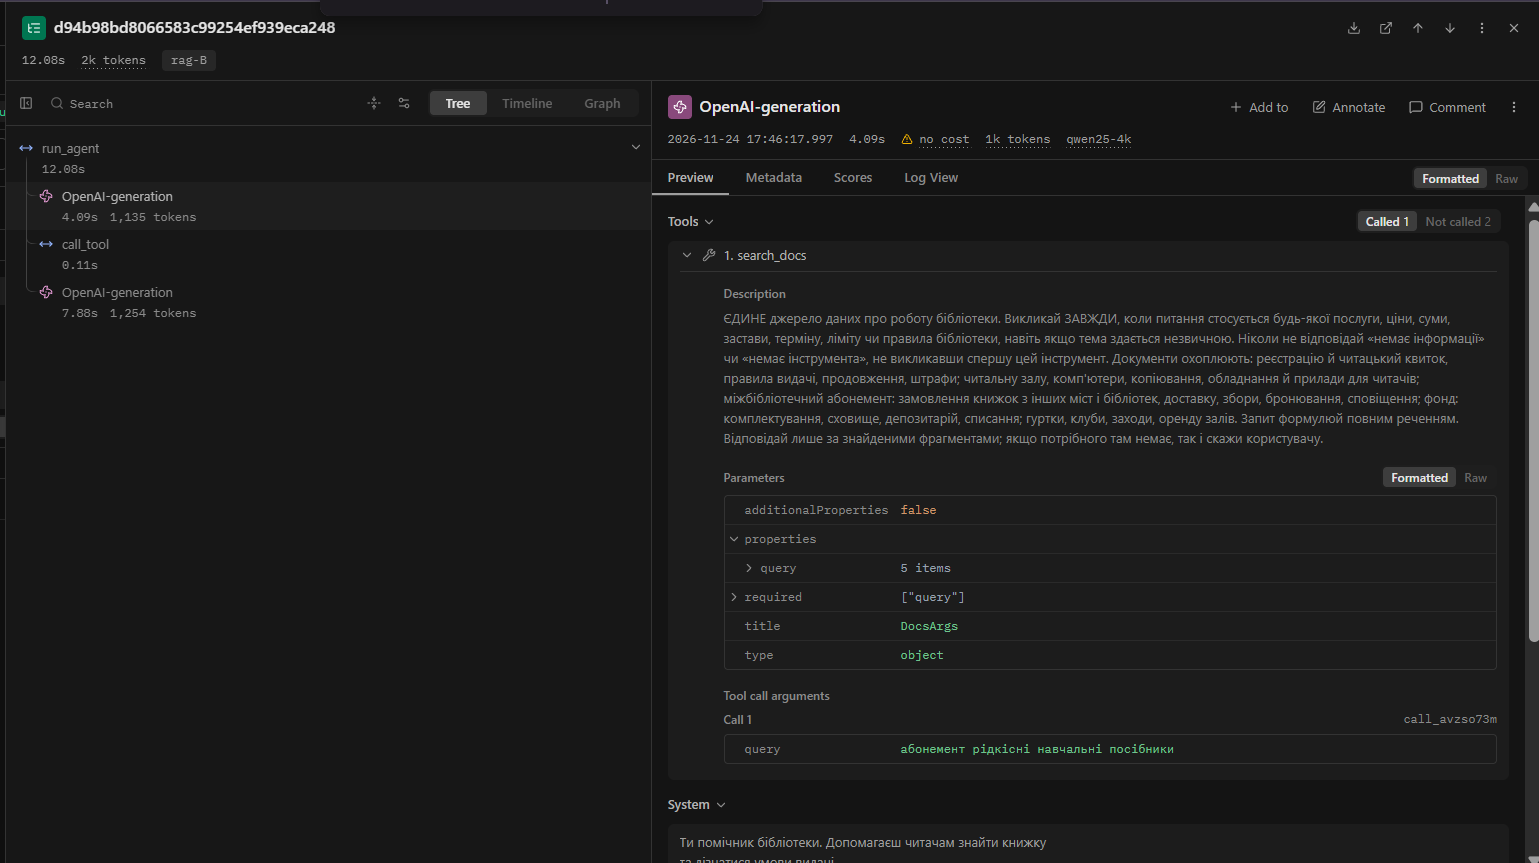 d94b98bd8066583c99254ef939eca248
12.08s 2k tokens rag-B
Search
Tree Timeline Graph
run_agent
12.08s
OpenAI-generation
4.09s 1,135 tokens
call_tool
0.11s
OpenAI-generation
7.88s 1,254 tokens
OpenAI-generation
Add to Annotate Comment
2026-11-24 17:46:17.997 4.09s no cost 1k tokens qwen25-4k
Preview Metadata Scores Log View
Formatted Raw
Tools
Called 1 Not called 2
1. search_docs
Description
ЄДИНЕ джерело даних про роботу бібліотеки. Викликай ЗАВЖДИ, коли питання стосується будь-якої послуги, ціни, суми,
застави, терміну, ліміту чи правила бібліотеки, навіть якщо тема здається незвичною. Ніколи не відповідай «немає інформації»
чи «немає інструмента», не викликавши спершу цей інструмент. Документи охоплюють: реєстрацію й читацький квиток,
правила видачі, продовження, штрафи; читальну залу, комп'ютери, копіювання, обладнання й прилади для читачів;
міжбібліотечний абонемент: замовлення книжок з інших міст і бібліотек, доставку, збори, бронювання, сповіщення; фонд:
комплектування, сховище, депозитарій, списання; гуртки, клуби, заходи, оренду залів. Запит формулюй повним реченням.
Відповідай лише за знайденими фрагментами; якщо потрібного там немає, так і скажи користувачу.
Parameters
Formatted Raw
additionalProperties false
properties
query 5 items
required ["query"]
title DocsArgs
type object
Tool call arguments
Call 1 call_avzso73m
query абонемент рідкісні навчальні посібники
System
Ти помічник бібліотеки. Допомагаєш читачам знайти книжку
та дізнатися умови видачі.